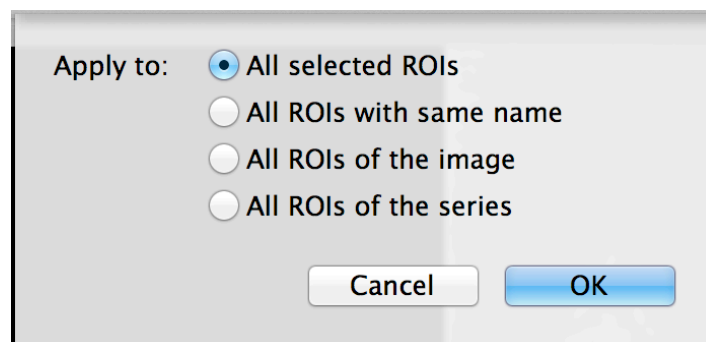 Apply to: All selected ROIs
All ROIs with same name
All ROIs of the image
All ROIs of the series
Cancel OK